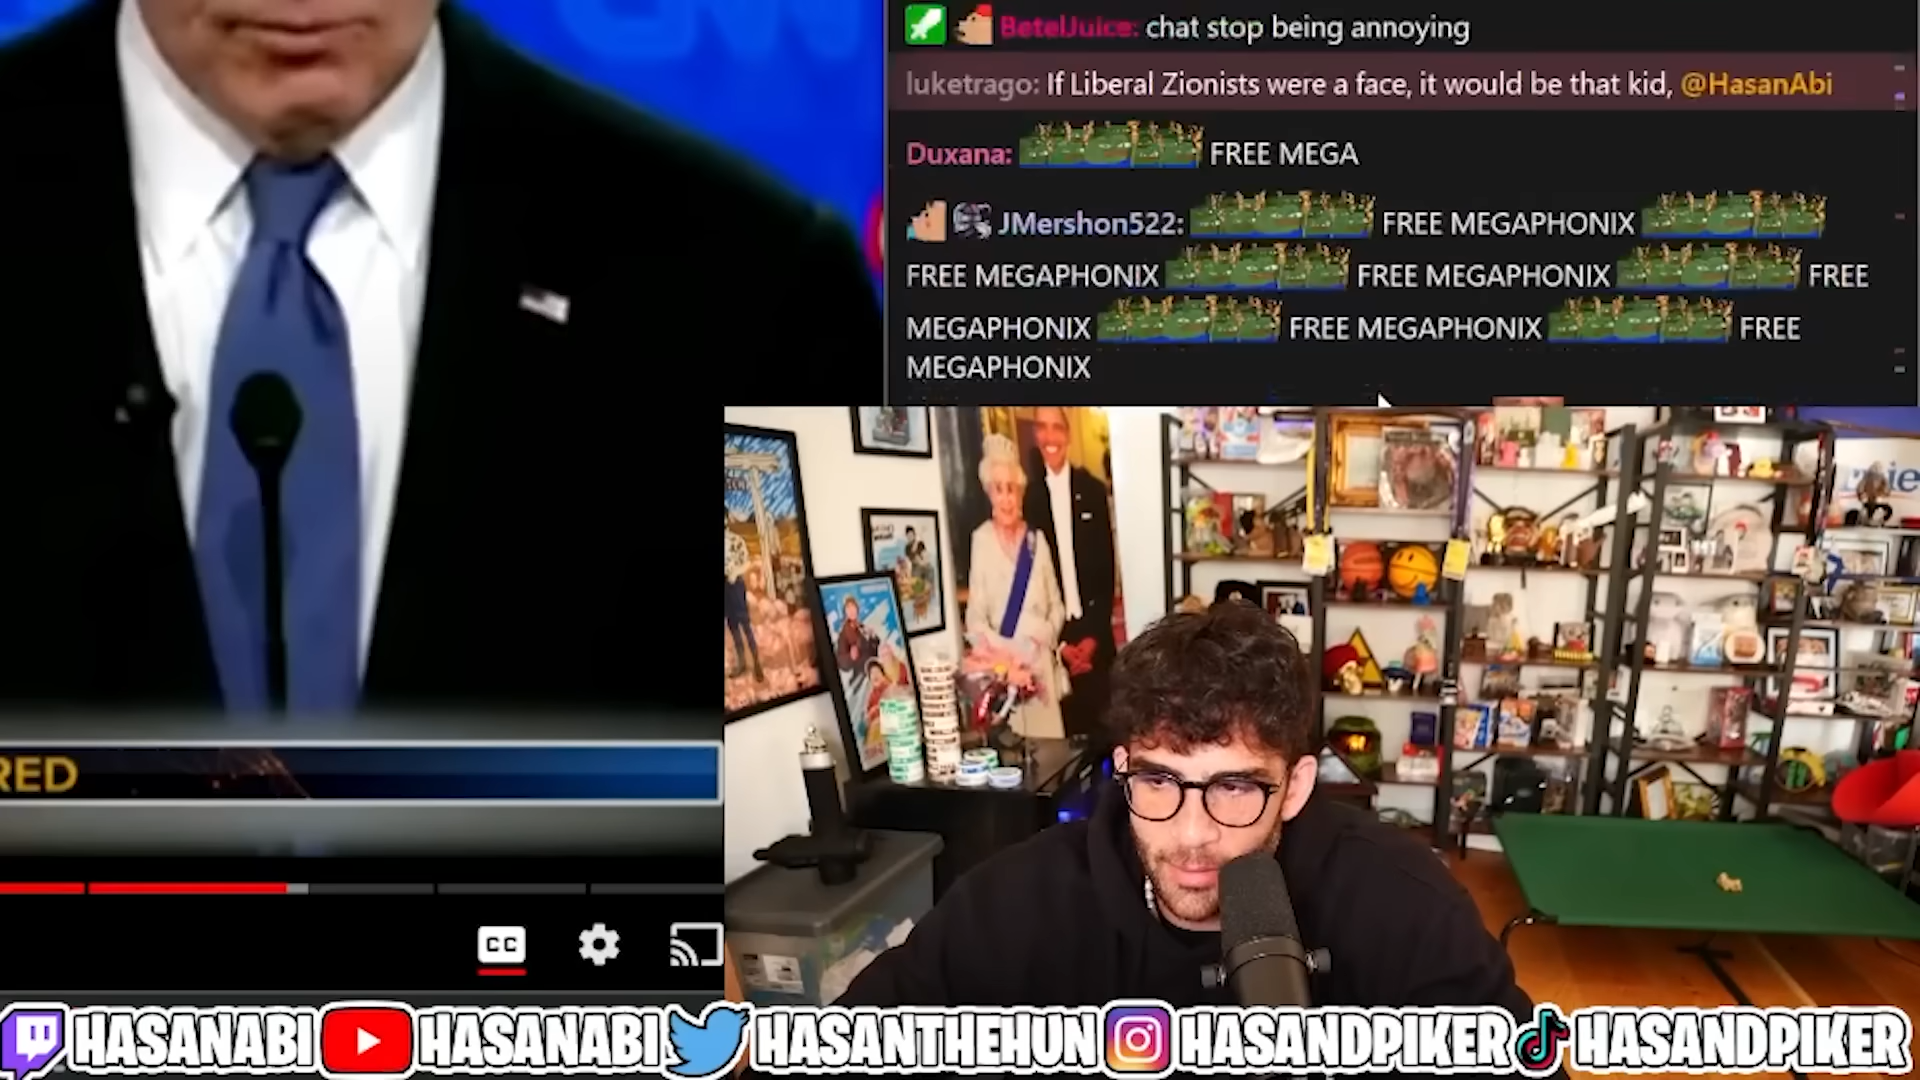 CNN
BetelJuice: chat stop being annoying
luketrago: If Liberal Zionists were a face, it would be that kid, @HasanAbi
Duxana: FREE MEGA
JMershon522: FREE MEGAPHONIX
FREE MEGAPHONIX FREE MEGAPHONIX FREE
MEGAPHONIX FREE MEGAPHONIX FREE
MEGAPHONIX
RED
CC
HASANABI HASANABI HASANTHEHUN HASANDPIKER HASANDPIKER